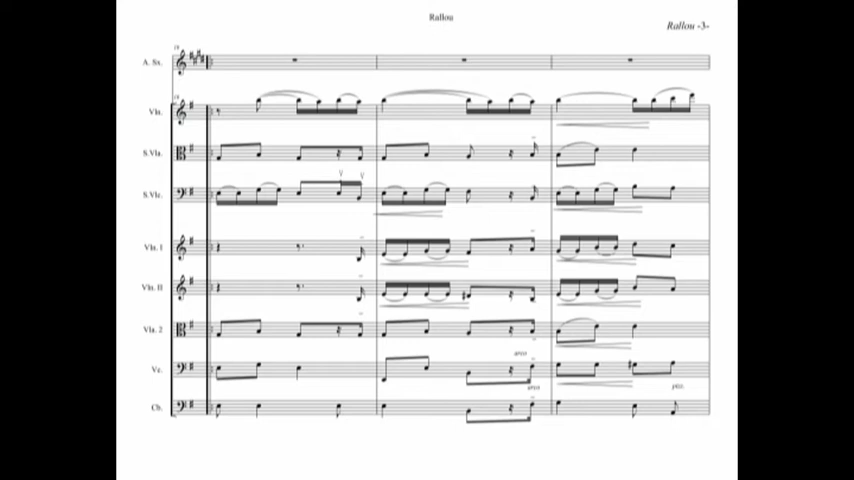 Rallou
Rallou -3-
A. Sx.
Vln.
S.Vla.
S.Vlc.
Vln. I
Vln. II
Vla. 2
arco
Vc.
arco
pizz.
Cb.